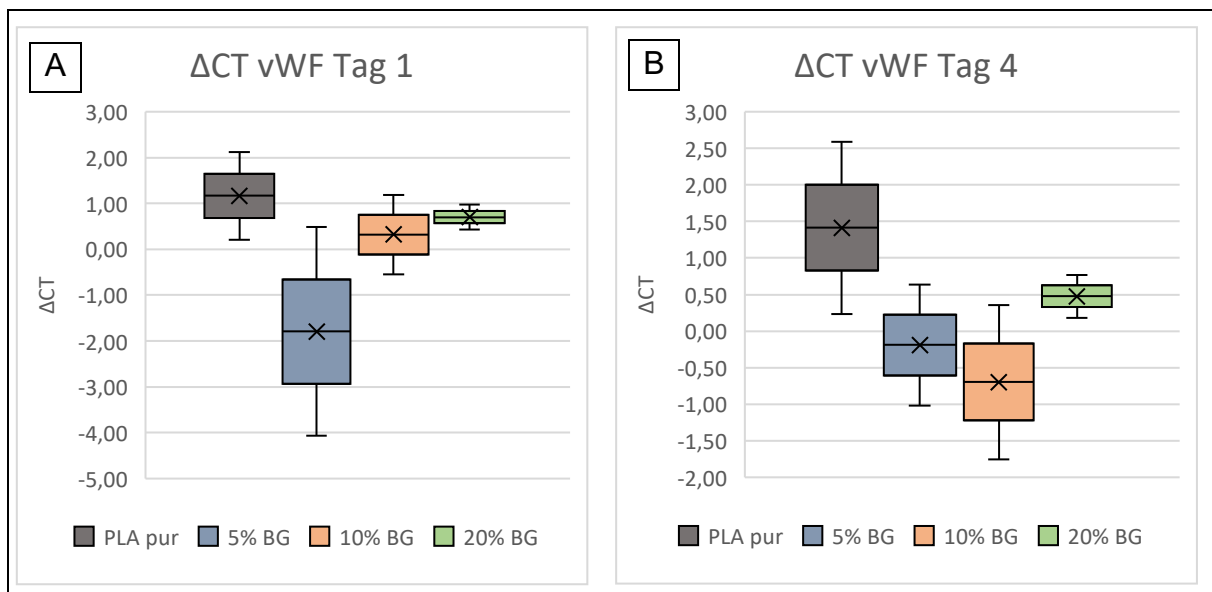 A
ΔCT vWF Tag 1
3,00
2,00
1,00
0,00
-1,00
-2,00
-3,00
-4,00
-5,00
ΔCT
PLA pur 5% BG 10% BG 20% BG
B
ΔCT vWF Tag 4
3,00
2,50
2,00
1,50
1,00
0,50
0,00
-0,50
-1,00
-1,50
-2,00
ΔCT
PLA pur 5% BG 10% BG 20% BG